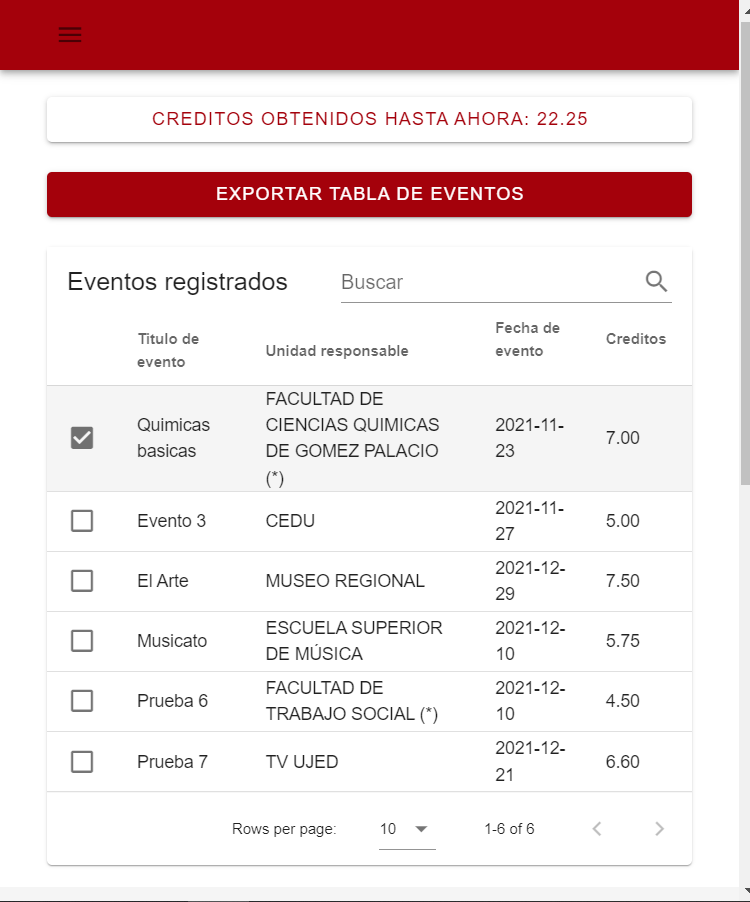 CREDITOS OBTENIDOS HASTA AHORA: 22.25
EXPORTAR TABLA DE EVENTOS
Eventos registrados
Buscar
Titulo de
evento
Unidad responsable
Fecha de
evento
Creditos
Quimicas
basicas
FACULTAD DE
CIENCIAS QUIMICAS
DE GOMEZ PALACIO
(*)
2021-11-
23
7.00
Evento 3
CEDU
2021-11-
27
5.00
El Arte
MUSEO REGIONAL
2021-12-
29
7.50
Musicato
ESCUELA SUPERIOR
DE MÚSICA
2021-12-
10
5.75
Prueba 6
FACULTAD DE
TRABAJO SOCIAL (*)
2021-12-
10
4.50
Prueba 7
TV UJED
2021-12-
21
6.60
Rows per page:
10
1-6 of 6